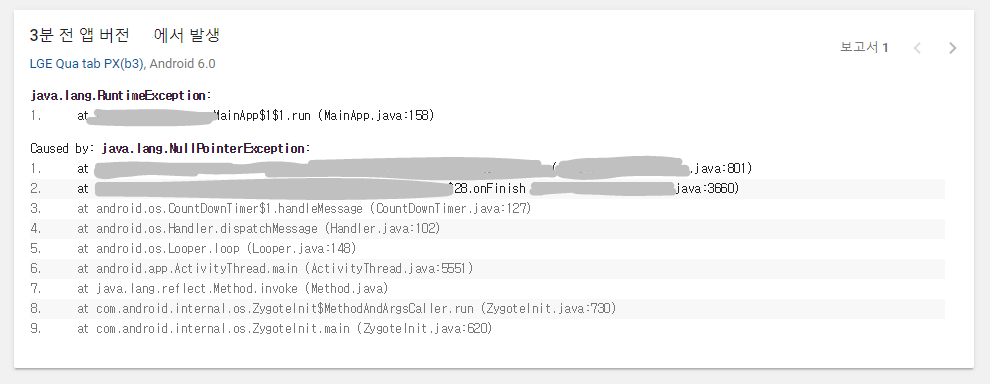 3분 전 앱 버전 에서 발생
보고서 1
LGE Qua tab PX(b3), Android 6.0
java.lang.RuntimeException:
1. at MainApp$1$1.run (MainApp.java:158)
Caused by: java.lang.NullPointerException:
1. at (.java:801)
2. at $28.onFinish java:3660)
3. at android.os.CountDownTimer$1.handleMessage (CountDownTimer.java:127)
4. at android.os.Handler.dispatchMessage (Handler.java:102)
5. at android.os.Looper.loop (Looper.java:148)
6. at android.app.ActivityThread.main (ActivityThread.java:5551)
7. at java.lang.reflect.Method.invoke (Method.java)
8. at com.android.internal.os.ZygoteInit$MethodAndArgsCaller.run (ZygoteInit.java:730)
9. at com.android.internal.os.ZygoteInit.main (ZygoteInit.java:620)